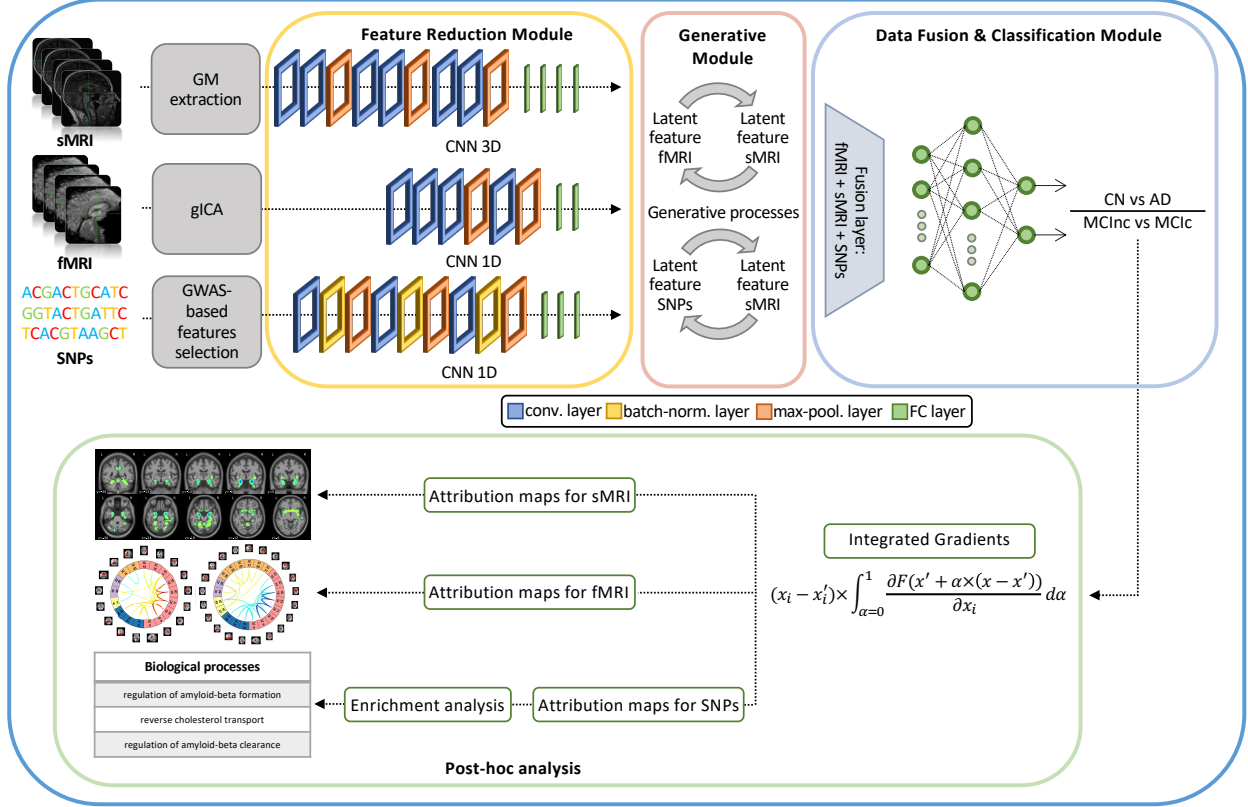 Feature Reduction Module
Generative
Module
Data Fusion & Classification Module
sMRI
GM
extraction
CNN 3D
fMRI
gICA
CNN 1D
ACGACTGCATC
GGTACTGATTC
TCACGTAAGCT
SNPs
GWAS-
based
features
selection
CNN 1D
Latent
feature
fMRI
Latent
feature
sMRI
Generative processes
Latent
feature
SNPs
Latent
feature
sMRI
Fusion layer:
fMRI + sMRI + SNPs
CN vs AD
MCInc vs MCIc
conv. layer
batch-norm. layer
max-pool. layer
FC layer
Attribution maps for sMRI
Attribution maps for fMRI
Enrichment analysis
Attribution maps for SNPs
Integrated Gradients
(x_i − x_i′) × ∫_{α=0}^{1} ∂F(x′ + α×(x − x′)) / ∂x_i dα
Biological processes
regulation of amyloid-beta formation
reverse cholesterol transport
regulation of amyloid-beta clearance
Post-hoc analysis